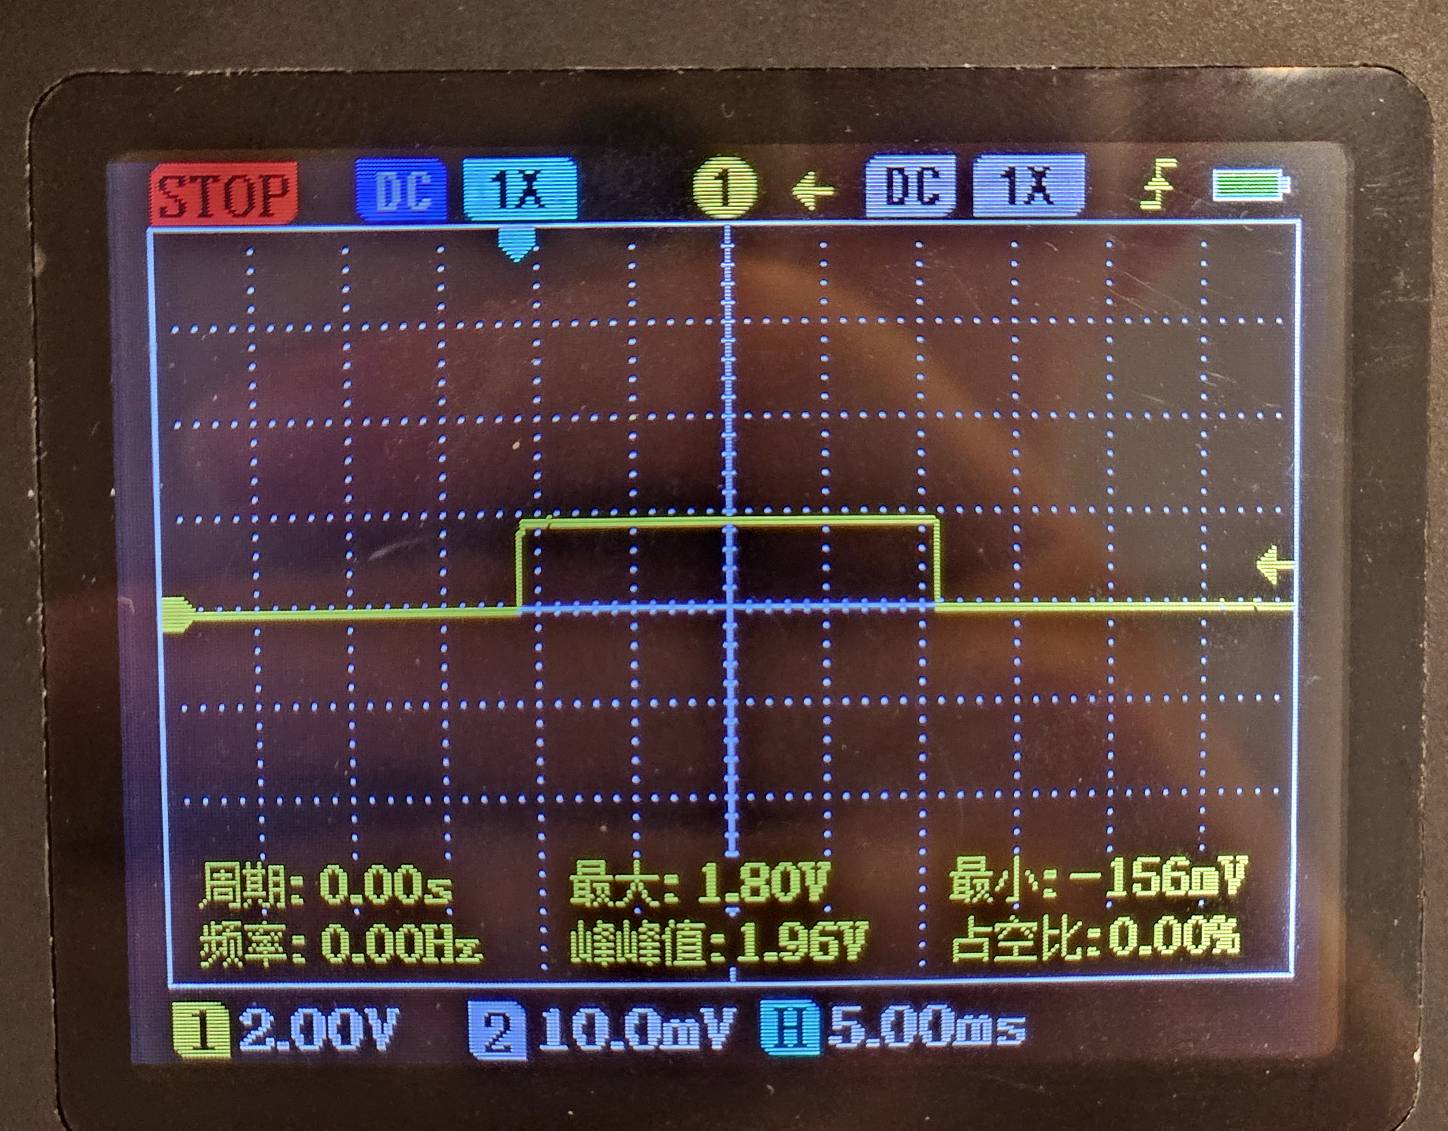 STOP DC 1X 1 ← DC 1X
周期: 0.00s 最大: 1.80V 最小: -156mV
频率: 0.00Hz 峰峰值: 1.96V 占空比: 0.00%
1 2.00V 2 10.0mV H 5.00ms